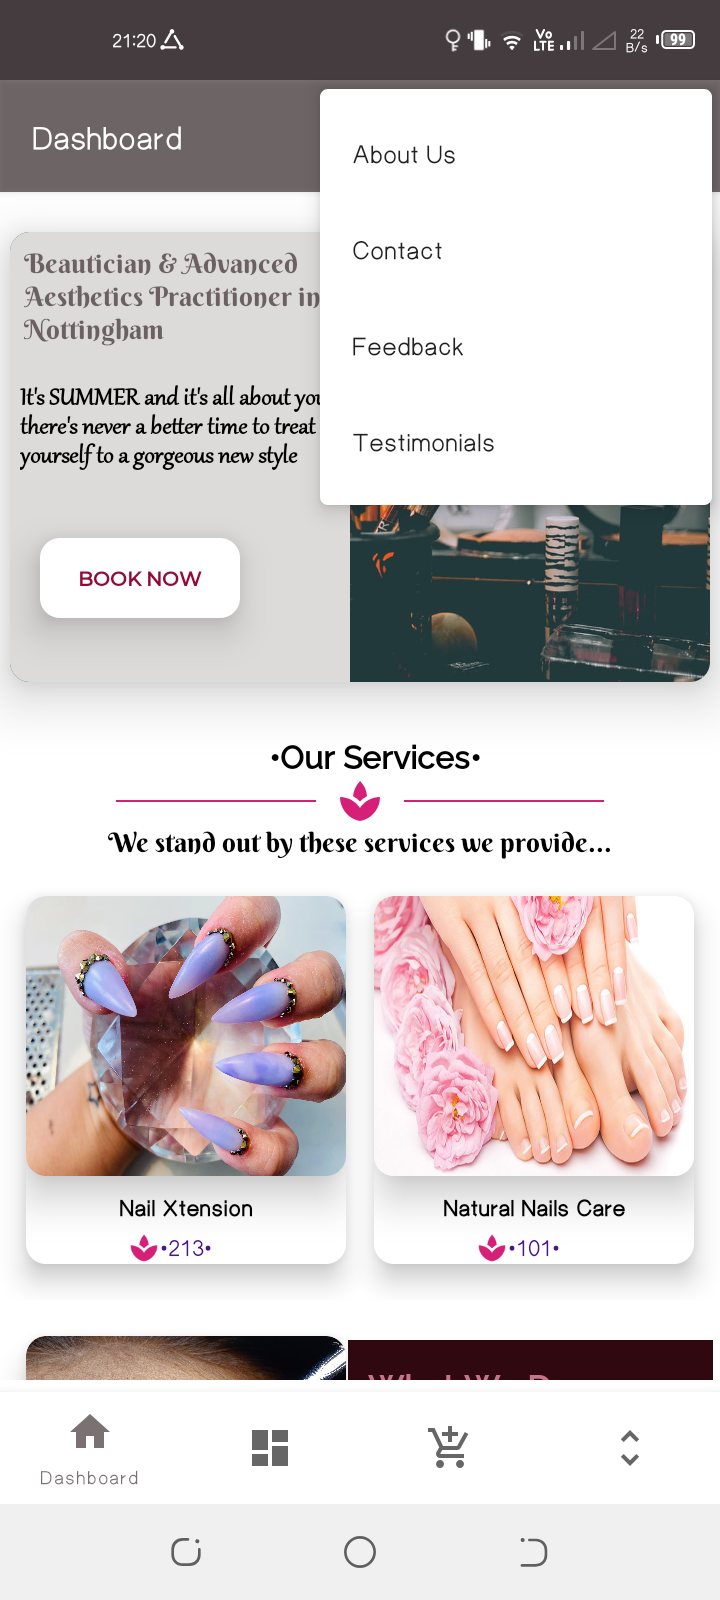 21:20
Vo
LTE
22
B/s
99
Dashboard
About Us
Contact
Feedback
Testimonials
Beautician & Advanced
Aesthetics Practitioner in
Nottingham
It's SUMMER and it's all about you
there's never a better time to treat
yourself to a gorgeous new style
BOOK NOW
•Our Services•
We stand out by these services we provide...
Nail Xtension
•213•
Natural Nails Care
•101•
Dashboard